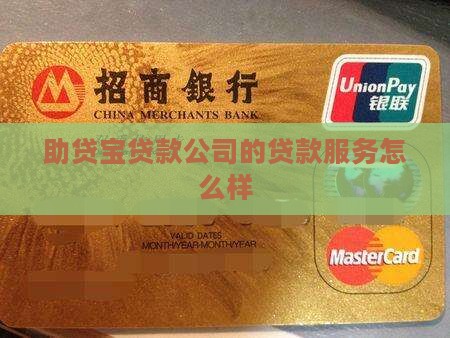 招商銀行
CHINA MERCHANTS BANK
UnionPay
银联
助贷宝贷款公司的贷款服务怎
么样
VALID DATES
MONTH/YEAR-MONTH/YEAR
MasterCard